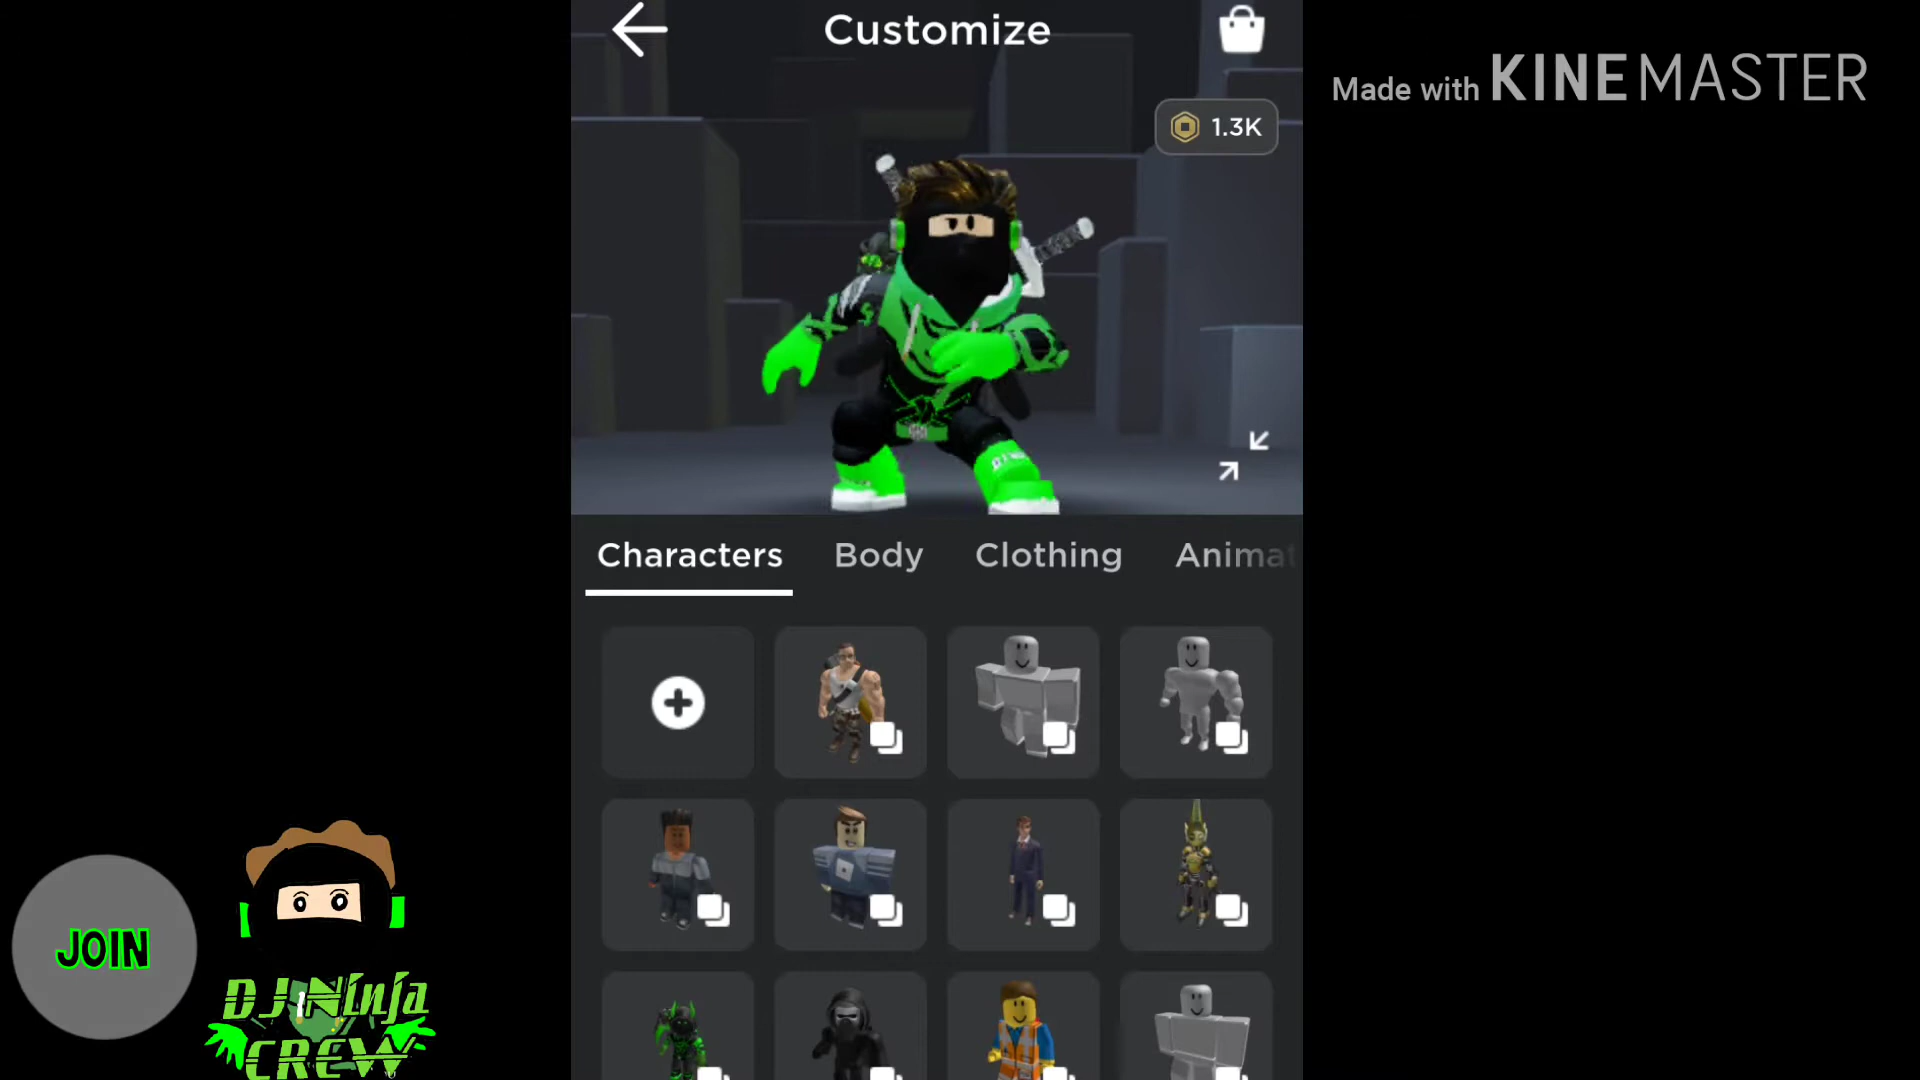 Customize
Made with KINEMASTER
1.3K
Characters Body Clothing Animat
JOIN
DJ Ninja
CREW